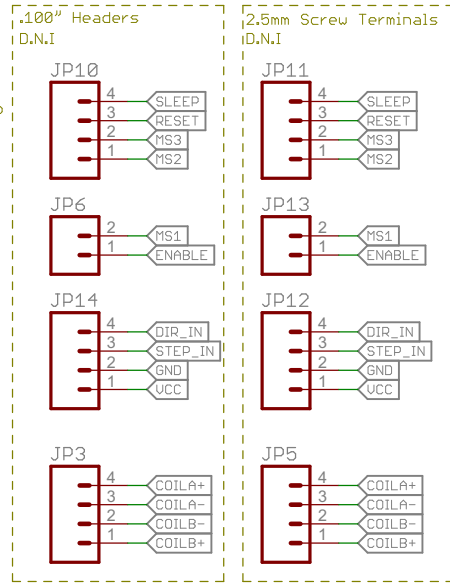 .100" Headers
D.N.I
JP10
4 SLEEP
3 RESET
2 MS3
1 MS2
JP6
2 MS1
1 ENABLE
JP14
4 DIR_IN
3 STEP_IN
2 GND
1 VCC
JP3
4 COILA+
3 COILA-
2 COILB-
1 COILB+
2.5mm Screw Terminals
D.N.I
JP11
4 SLEEP
3 RESET
2 MS3
1 MS2
JP13
2 MS1
1 ENABLE
JP12
4 DIR_IN
3 STEP_IN
2 GND
1 VCC
JP5
4 COILA+
3 COILA-
2 COILB-
1 COILB+